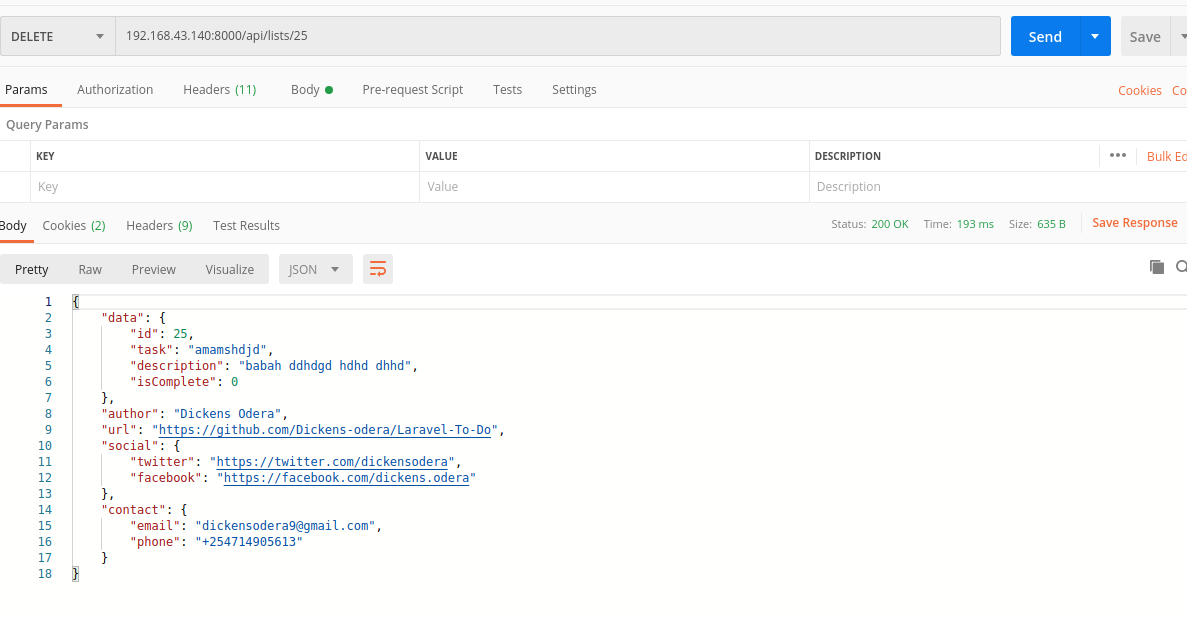 DELETE 192.168.43.140:8000/api/lists/25 Send Save
Params Authorization Headers (11) Body Pre-request Script Tests Settings Cookies Co
Query Params
KEY VALUE DESCRIPTION ••• Bulk Ed
Key Value Description
Body Cookies (2) Headers (9) Test Results Status: 200 OK Time: 193 ms Size: 635 B Save Response
Pretty Raw Preview Visualize JSON
1 {
2 "data": {
3 "id": 25,
4 "task": "amamshdjd",
5 "description": "babah ddhdgd hdhd dhhd",
6 "isComplete": 0
7 },
8 "author": "Dickens Odera",
9 "url": "https://github.com/Dickens-odera/Laravel-To-Do",
10 "social": {
11 "twitter": "https://twitter.com/dickensodera",
12 "facebook": "https://facebook.com/dickens.odera"
13 },
14 "contact": {
15 "email": "dickensodera9@gmail.com",
16 "phone": "+254714905613"
17 }
18 }